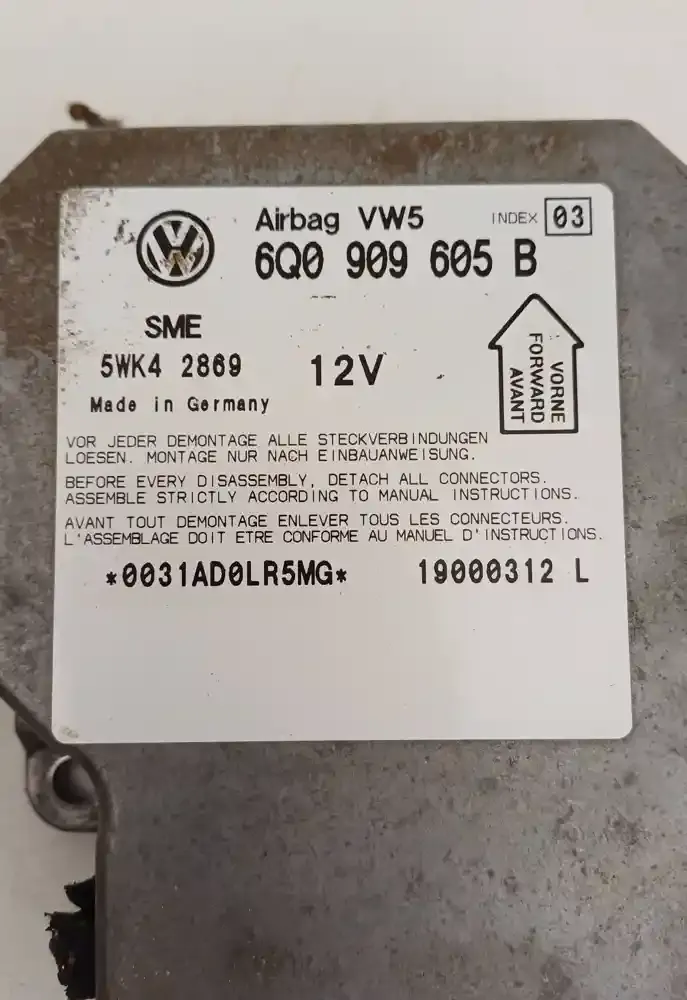 Airbag VW5 INDEX 03
6Q0 909 605 B
SME
5WK4 2869 12V
Made in Germany
VORNE
FORWARD
AVANT
VOR JEDER DEMONTAGE ALLE STECKVERBINDUNGEN
LOESEN. MONTAGE NUR NACH EINBAUANWEISUNG.
BEFORE EVERY DISASSEMBLY, DETACH ALL CONNECTORS.
ASSEMBLE STRICTLY ACCORDING TO MANUAL INSTRUCTIONS.
AVANT TOUT DEMONTAGE ENLEVER TOUS LES CONNECTEURS.
L'ASSEMBLAGE DOIT ETRE CONFORME AU MANUEL D'INSTRUCTIONS.
*0031AD0LR5MG* 19000312 L